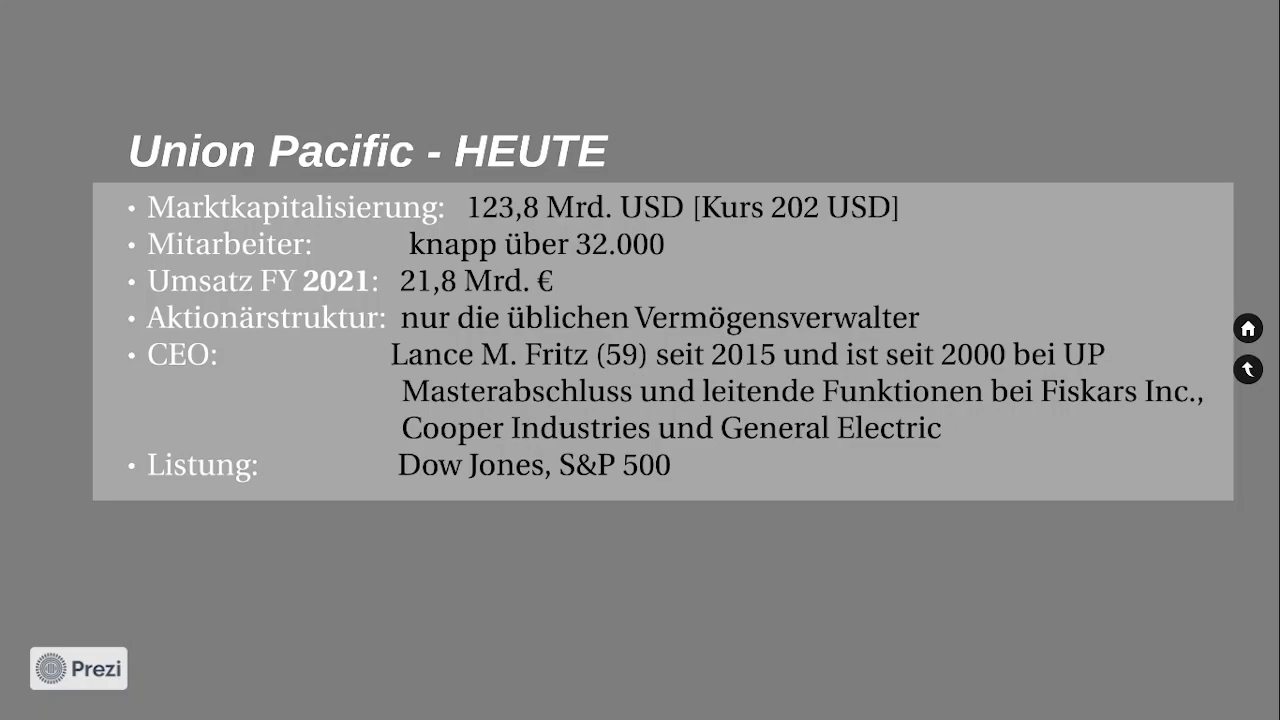 Union Pacific - HEUTE
• Marktkapitalisierung: 123,8 Mrd. USD [Kurs 202 USD]
• Mitarbeiter: knapp über 32.000
• Umsatz FY 2021: 21,8 Mrd. €
• Aktionärstruktur: nur die üblichen Vermögensverwalter
• CEO: Lance M. Fritz (59) seit 2015 und ist seit 2000 bei UP
Masterabschluss und leitende Funktionen bei Fiskars Inc.,
Cooper Industries und General Electric
• Listung: Dow Jones, S&P 500
Prezi